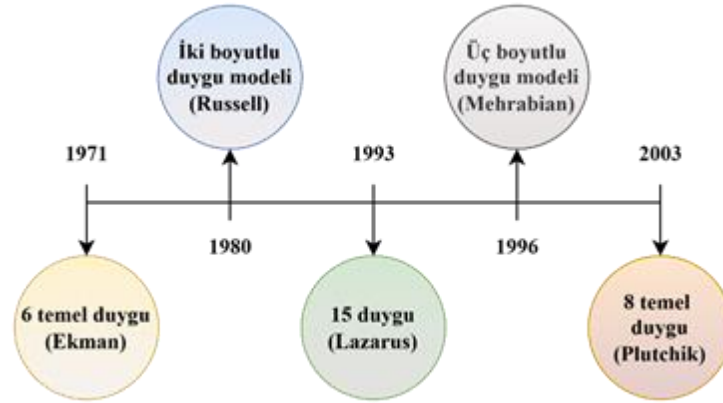 İki boyutlu
duygu modeli
(Russell)
Üç boyutlu
duygu modeli
(Mehrabian)
1971
1993
2003
1980
1996
6 temel duygu
(Ekman)
15 duygu
(Lazarus)
8 temel
duygu
(Plutchik)